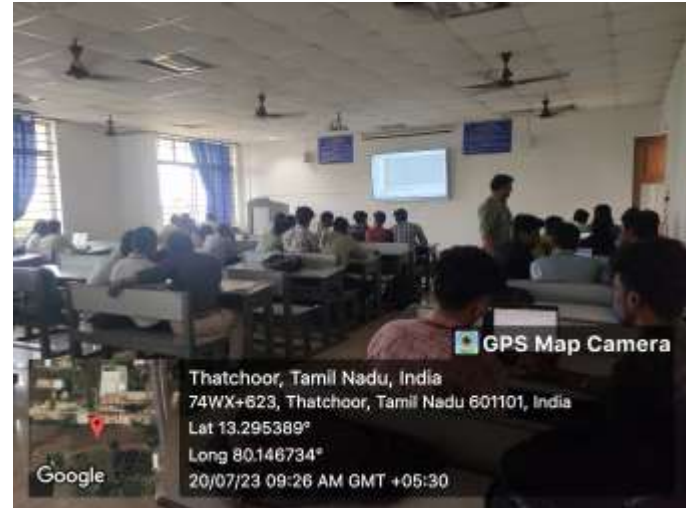 GPS Map Camera
Thatchoor, Tamil Nadu, India
74WX+623, Thatchoor, Tamil Nadu 601101, India
Lat 13.295389°
Long 80.146734°
20/07/23 09:26 AM GMT +05:30
Google